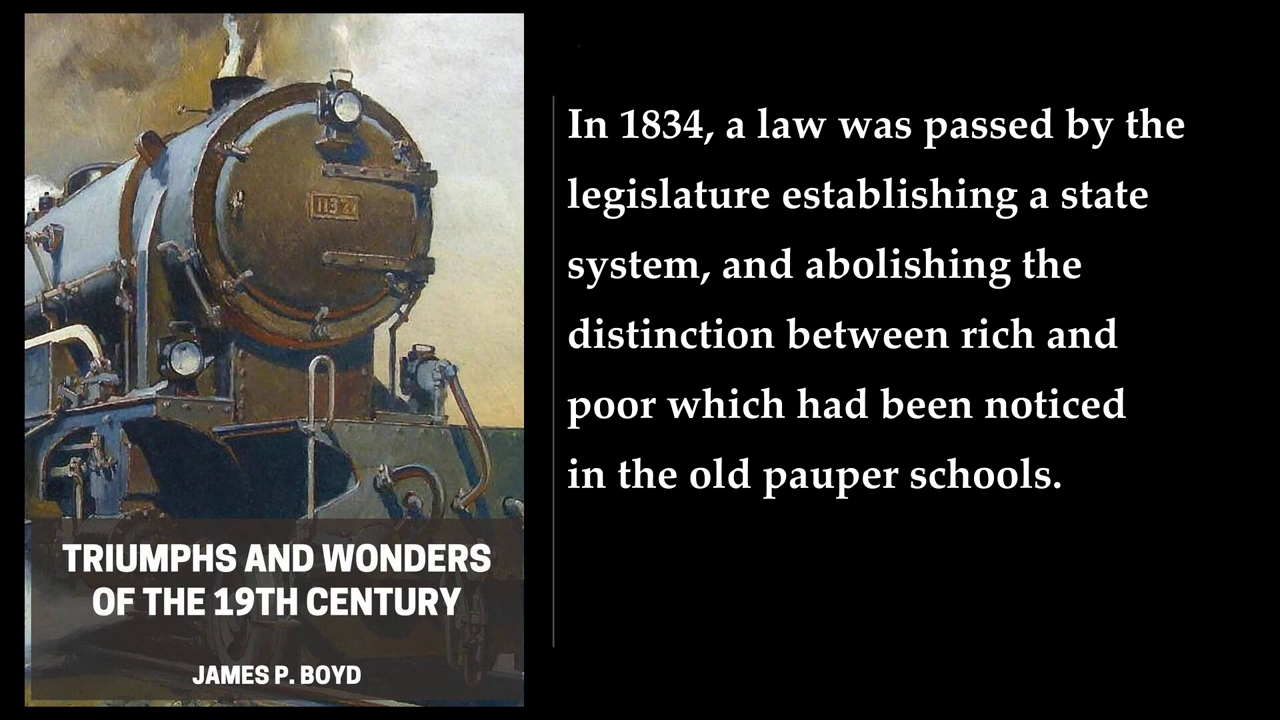 TRIUMPHS AND WONDERS
OF THE 19TH CENTURY
JAMES P. BOYD
In 1834, a law was passed by the
legislature establishing a state
system, and abolishing the
distinction between rich and
poor which had been noticed
in the old pauper schools.